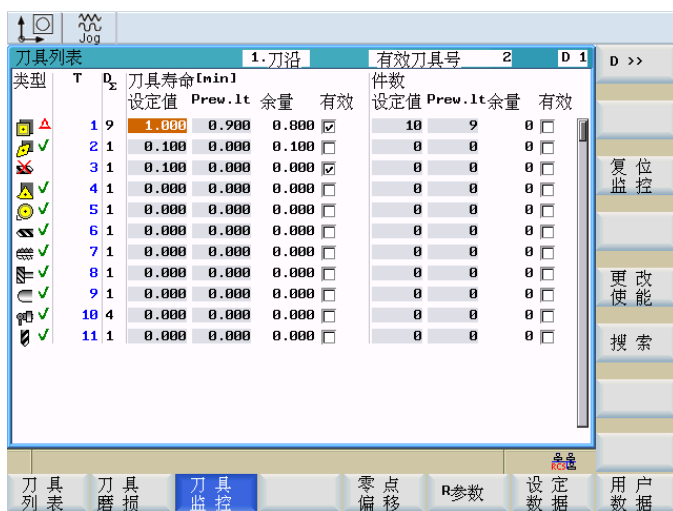 Jog
刀具列表 1.刀沿 有效刀具号 2 D 1
类型 T DΣ 刀具寿命[min] 件数
设定值 Prew.lt 余量 有效 设定值 Prew.lt 余量 有效
1 9 1.000 0.900 0.800 10 9 0
2 1 0.100 0.000 0.100 0 0 0
3 1 0.100 0.000 0.000 0 0 0
4 1 0.000 0.000 0.000 0 0 0
5 1 0.000 0.000 0.000 0 0 0
6 1 0.000 0.000 0.000 0 0 0
7 1 0.000 0.000 0.000 0 0 0
8 1 0.000 0.000 0.000 0 0 0
9 1 0.000 0.000 0.000 0 0 0
10 4 0.000 0.000 0.000 0 0 0
11 1 0.000 0.000 0.000 0 0 0
D >>
复位
监控
更改
使能
搜索
RCS
刀具
列表
刀具
磨损
刀具
监控
零点
偏移
R参数
设定
数据
用户
数据